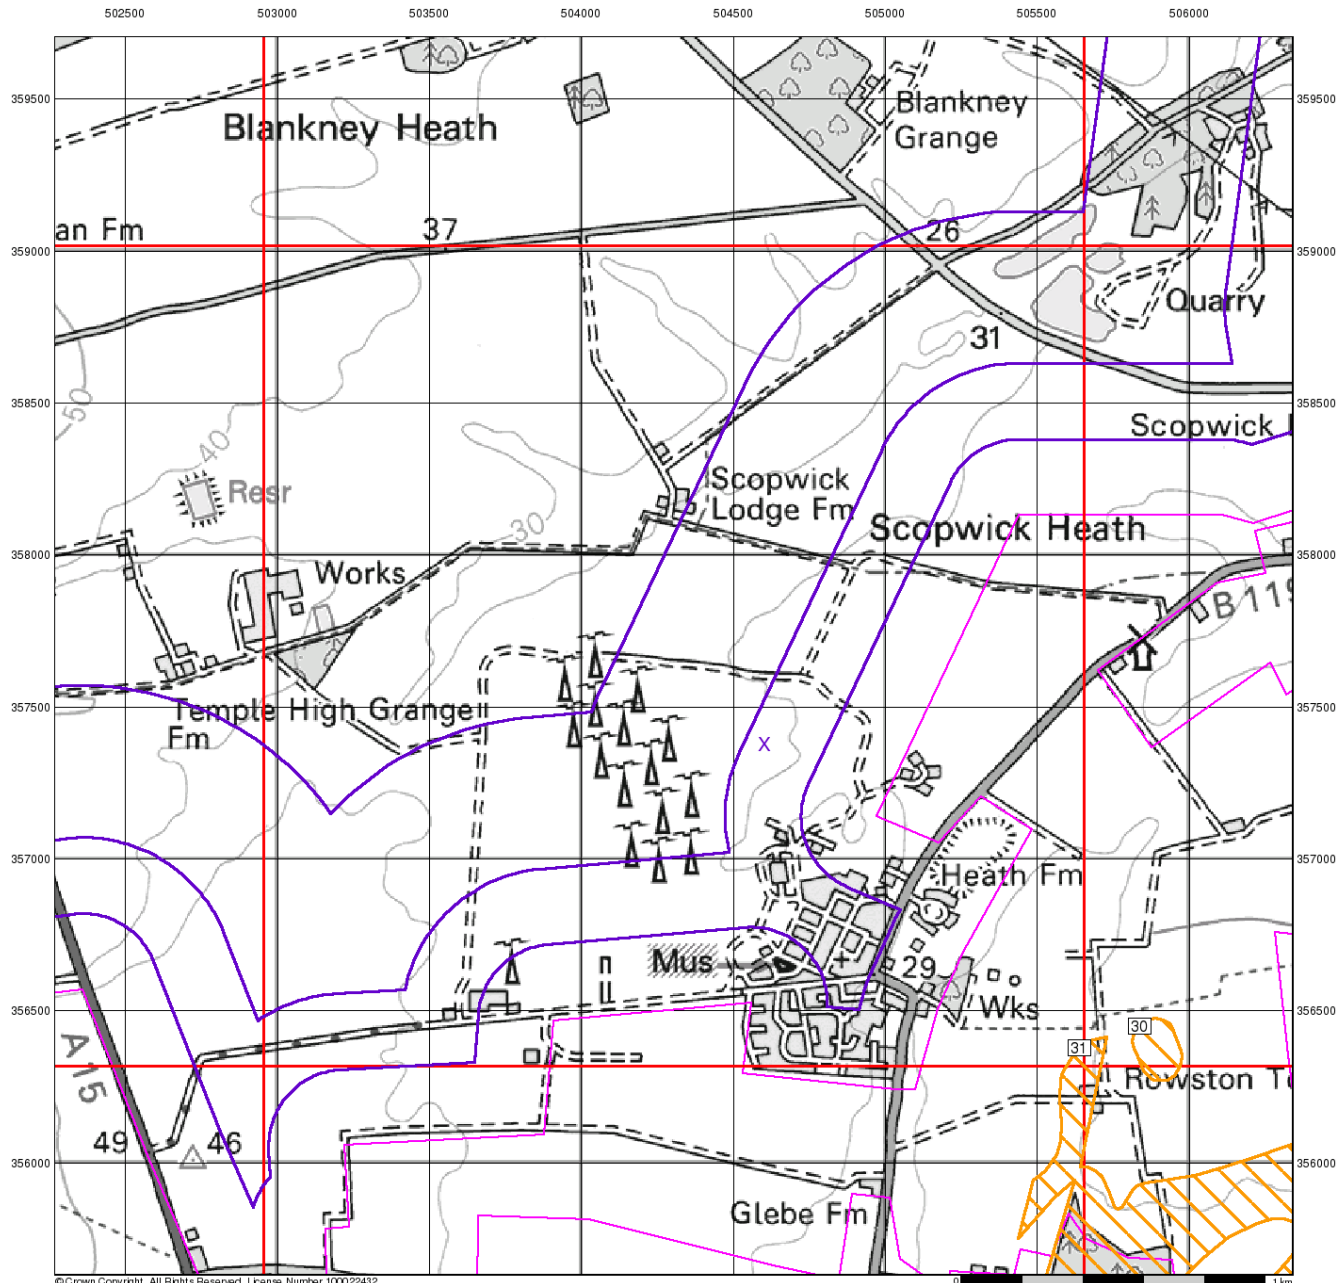 502500 503000 503500 504000 504500 505000 505500 506000
359500 359500
Blankney Heath
Blankney
Grange
an Fm
37
26
359000 359000
Quarry
31
50
358500 358500
40
Scopwick
Resr
Scopwick
Lodge Fm
30
Scopwick Heath
358000 358000
Works
B 119
Temple High Grange
Fm
357500 357500
X
357000 357000
Heath Fm
Mus
29
Wks
356500 356500
30
31
A 15
Rowston T
49
46
356000 356000
Glebe Fm
© Crown Copyright. All Rights Reserved. License Number 100022432
0 1 km